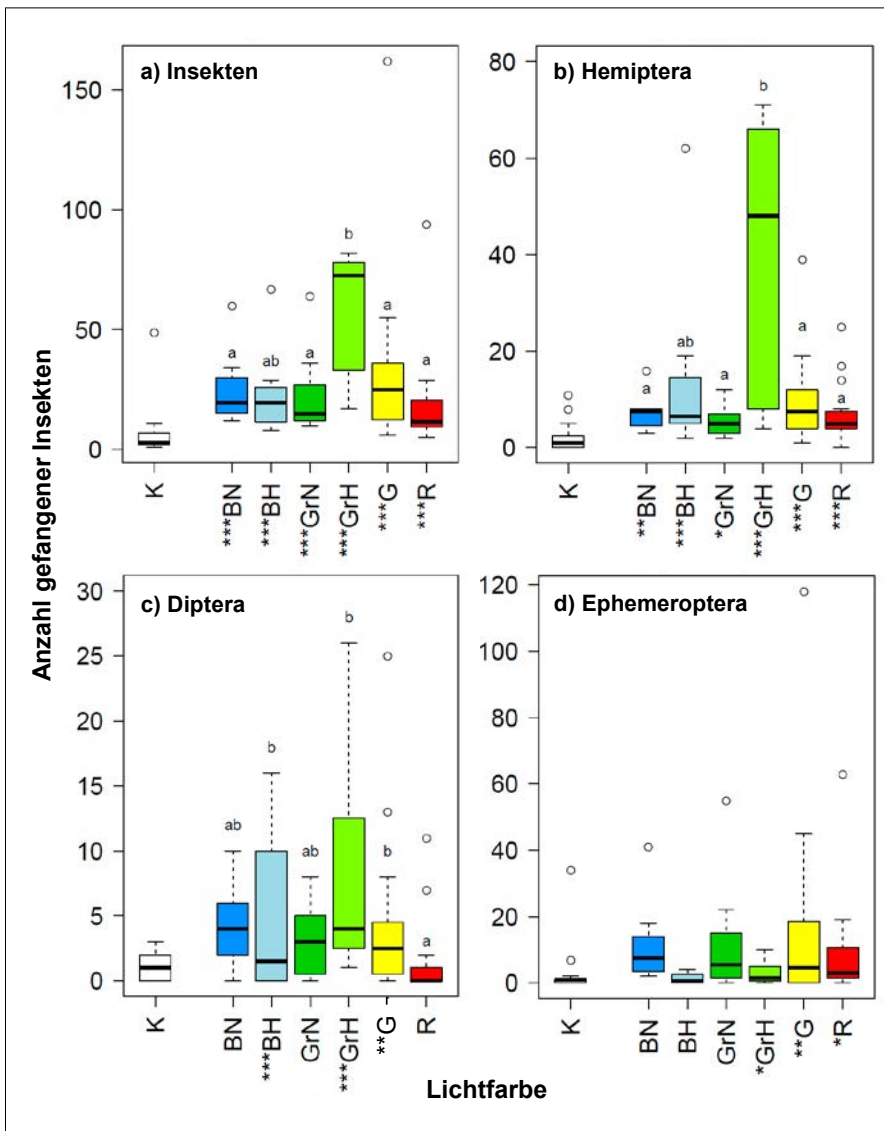 Anzahl gefangener Insekten
a) Insekten
150
100
50
0
a
ab
a
b
a
a
K
***BN
***BH
***GrN
***GrH
***G
***R
b) Hemiptera
80
60
40
20
0
a
ab
a
b
a
a
K
**BN
***BH
*GrN
***GrH
***G
***R
c) Diptera
30
25
20
15
10
5
0
ab
b
ab
b
b
a
K
BN
***BH
GrN
***GrH
**G
R
d) Ephemeroptera
120
100
80
60
40
20
0
K
BN
BH
GrN
*GrH
**G
*R
Lichtfarbe